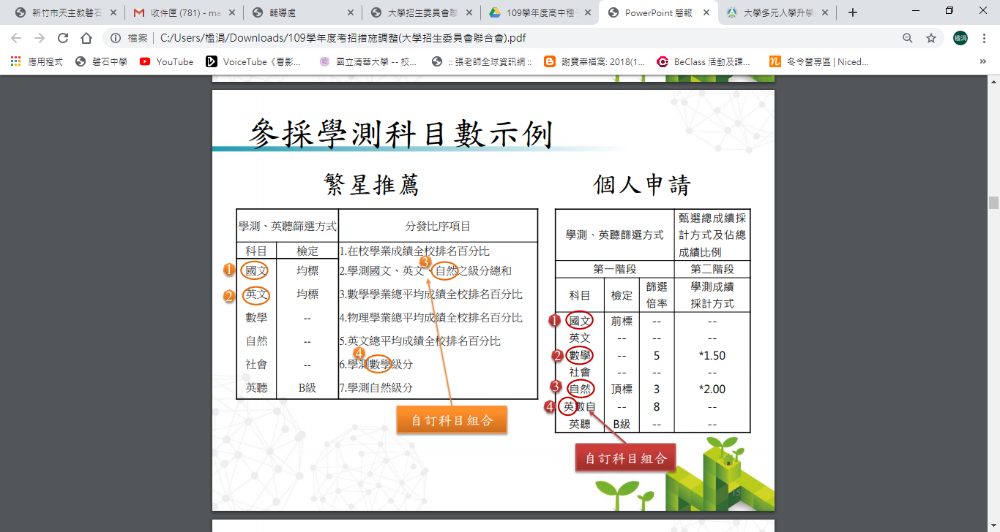 新竹市天主教磐石
收件匣 (781) - ma
輔導處
大學招生委員會聯
109學年度高中種子
PowerPoint 簡報
大學多元入學升學
檔案
C:/Users/楹涓/Downloads/109學年度考招措施調整(大學招生委員會聯合會).pdf
楹涓
應用程式
磐石中學
YouTube
VoiceTube《看影...
國立清華大學 -- 校...
:: 張老師全球資訊網 ::
謝寶幸福窩: 2018(1...
BeClass 活動及課...
冬令營專區 | Niced...
參採學測科目數示例
繁星推薦
學測、英聽篩選方式 分發比序項目
科目 檢定 1.在校學業成績全校排名百分比
1 國文 均標 2.學測國文、英文、自然之級分總和
3
2 英文 均標 3.數學學業總平均成績全校排名百分比
數學 -- 4.物理學業總平均成績全校排名百分比
自然 -- 5.英文總平均成績全校排名百分比
4
社會 -- 6.學測數學級分
英聽 B級 7.學測自然級分
自訂科目組合
個人申請
學測、英聽篩選方式
甄選總成績採
計方式及佔總
成績比例
第一階段 第二階段
科目 檢定
篩選
倍率
學測成績
採計方式
1 國文 前標 -- --
英文 -- -- --
2 數學 -- 5 *1.50
社會 -- -- --
3 自然 頂標 3 *2.00
4 英數自 -- 8 --
英聽 B級 -- --
自訂科目組合
15